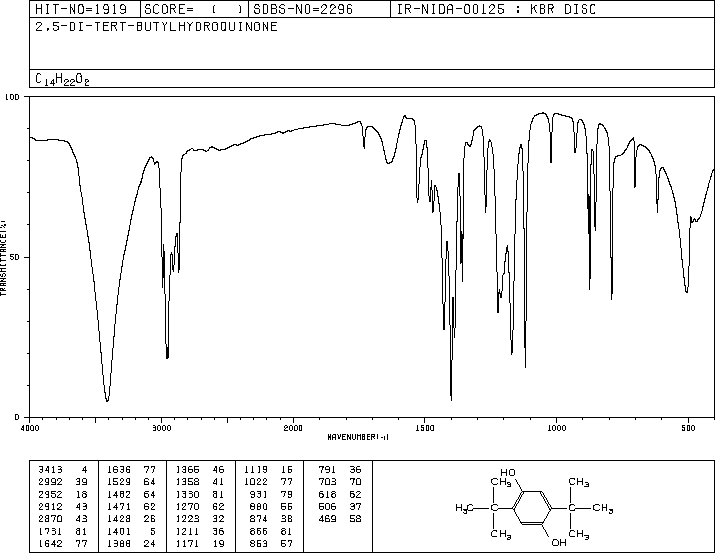 HIT-NO=1919 SCORE= ( ) SDBS-NO=2296 IR-NIDA-00125 : KBR DISC
2,5-DI-TERT-BUTYLHYDROQUINONE
C14H22O2
100
50
0
TRANSMITTANCE(%)
4000 3000 2000 1500 1000 500
WAVENUMBER(-1)
3413 4 1636 77 1366 46 1119 15 791 36
2992 39 1529 64 1358 41 1022 77 703 70
2952 18 1482 64 1330 81 931 79 618 62
2912 43 1471 62 1270 62 880 55 506 37
2870 43 1428 26 1223 32 874 38 469 58
1731 81 1401 5 1211 36 866 81
1642 77 1388 24 1171 19 853 57
HO
CH3
CH3
H3C
CH3
H3C
CH3
OH